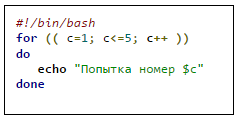 #!/bin/bash
for (( c=1; c<=5; c++ ))
do
   echo "Попытка номер $c"
done